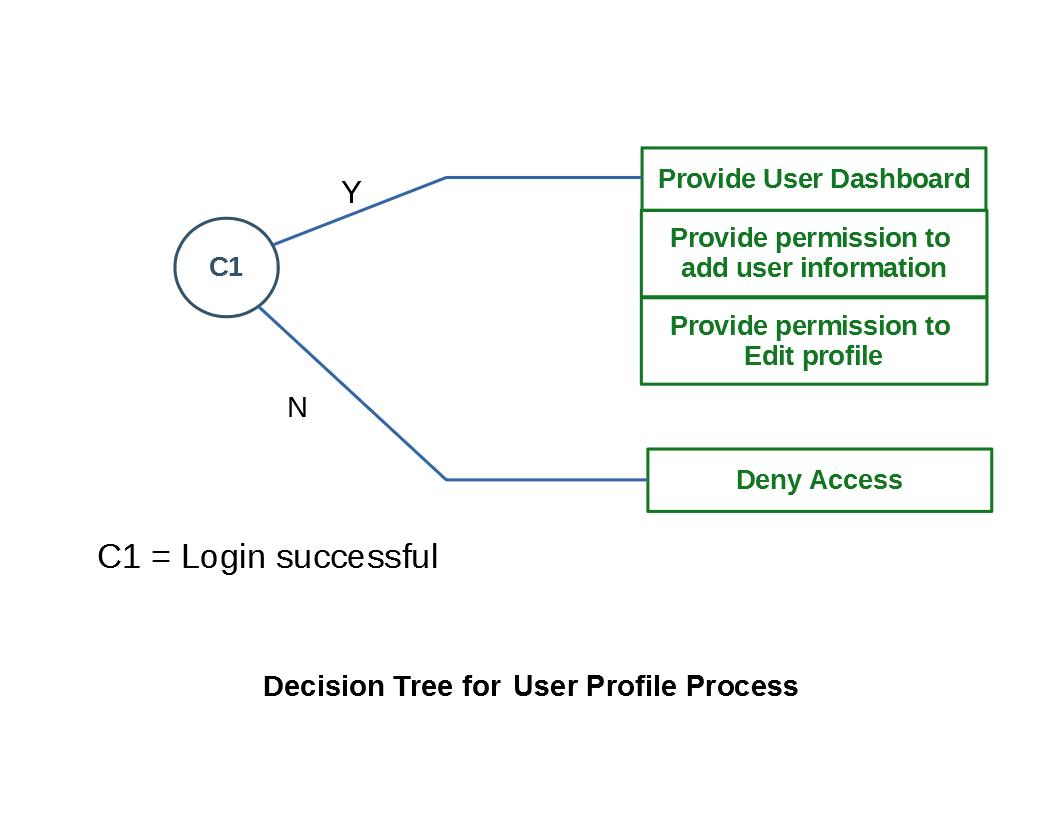 Y
Provide User Dashboard
Provide permission to
add user information
C1
Provide permission to
Edit profile
N
Deny Access
C1 = Login successful
Decision Tree for User Profile Process